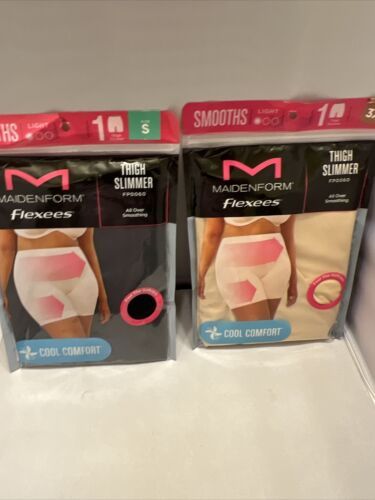 THS
LIGHT
1
SIZE
S
MAIDENFORM
flexees
THIGH
SLIMMER
FP0060
All Over
Smoothing
COOL COMFORT
SMOOTHS
LIGHT
1
MAIDENFORM
flexees
THIGH
SLIMMER
FP0060
All Over
Smoothing
COOL COMFORT